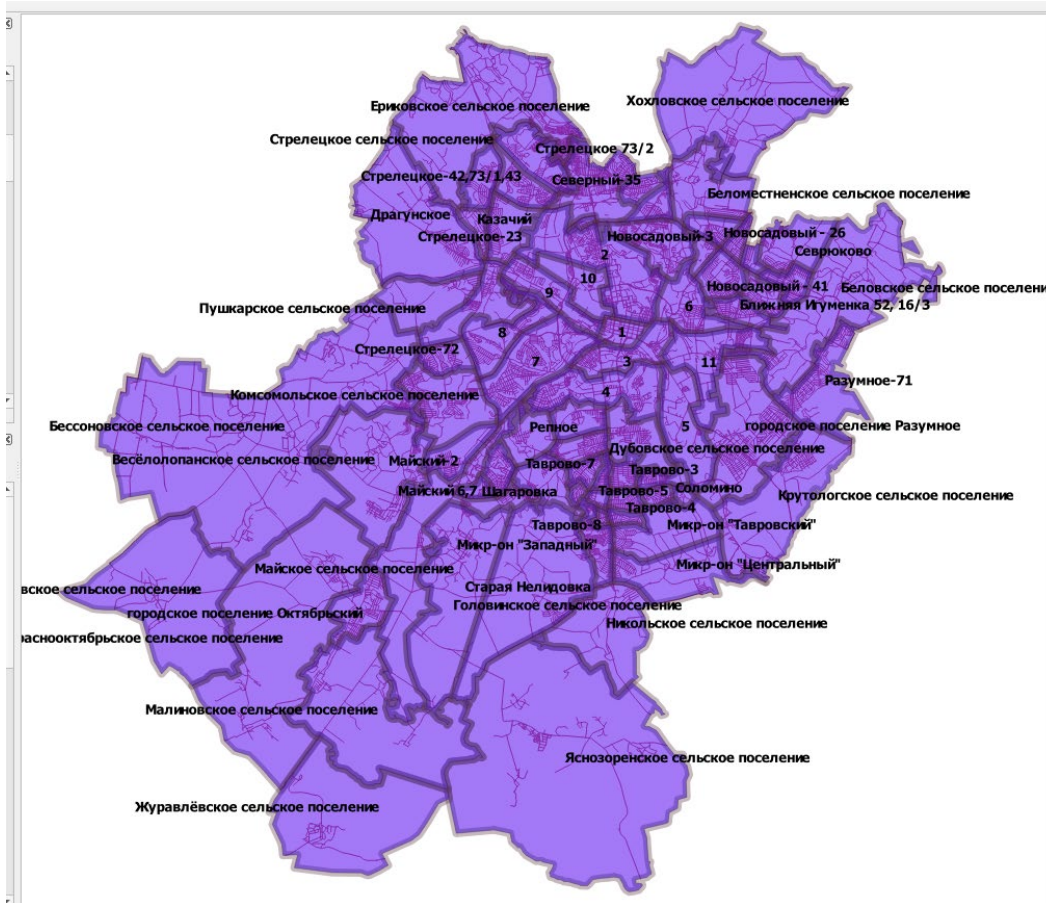 Хохловское сельское поселение
Ериковское сельское поселение
Стрелецкое сельское поселение
Стрелецкое 73/2
Стрелецкое-42,73/1,43
Северный-35
Беломестненское сельское поселение
Драгунское
Казачий
Стрелецкое-23
Новосадовый-3
Новосадовый - 26
Севрюково
2
10
9
Новосадовый - 41
Беловское сельское поселени
Ближняя Игуменка 52, 16/3
6
Пушкарское сельское поселение
8
1
Стрелецкое-72
7
3
11
Разумное-71
Комсомольское сельское поселение
4
Бессоновское сельское поселение
Репное
5
городское поселение Разумное
Дубовское сельское поселение
Весёлолопанское сельское поселение
Майский-2
Таврово-7
Таврово-3
Майский 6,7
Шагаровка
Таврово-5
Соломино
Крутологское сельское поселение
Таврово-4
Таврово-8
Микр-он "Тавровский"
Микр-он "Западный"
Майское сельское поселение
Микр-он "Центральный"
вское сельское поселение
Старая Нелидовка
Головинское сельское поселение
городское поселение Октябрьский
Никольское сельское поселение
раснооктябрьское сельское поселение
Малиновское сельское поселение
Яснозоренское сельское поселение
Журавлёвское сельское поселение